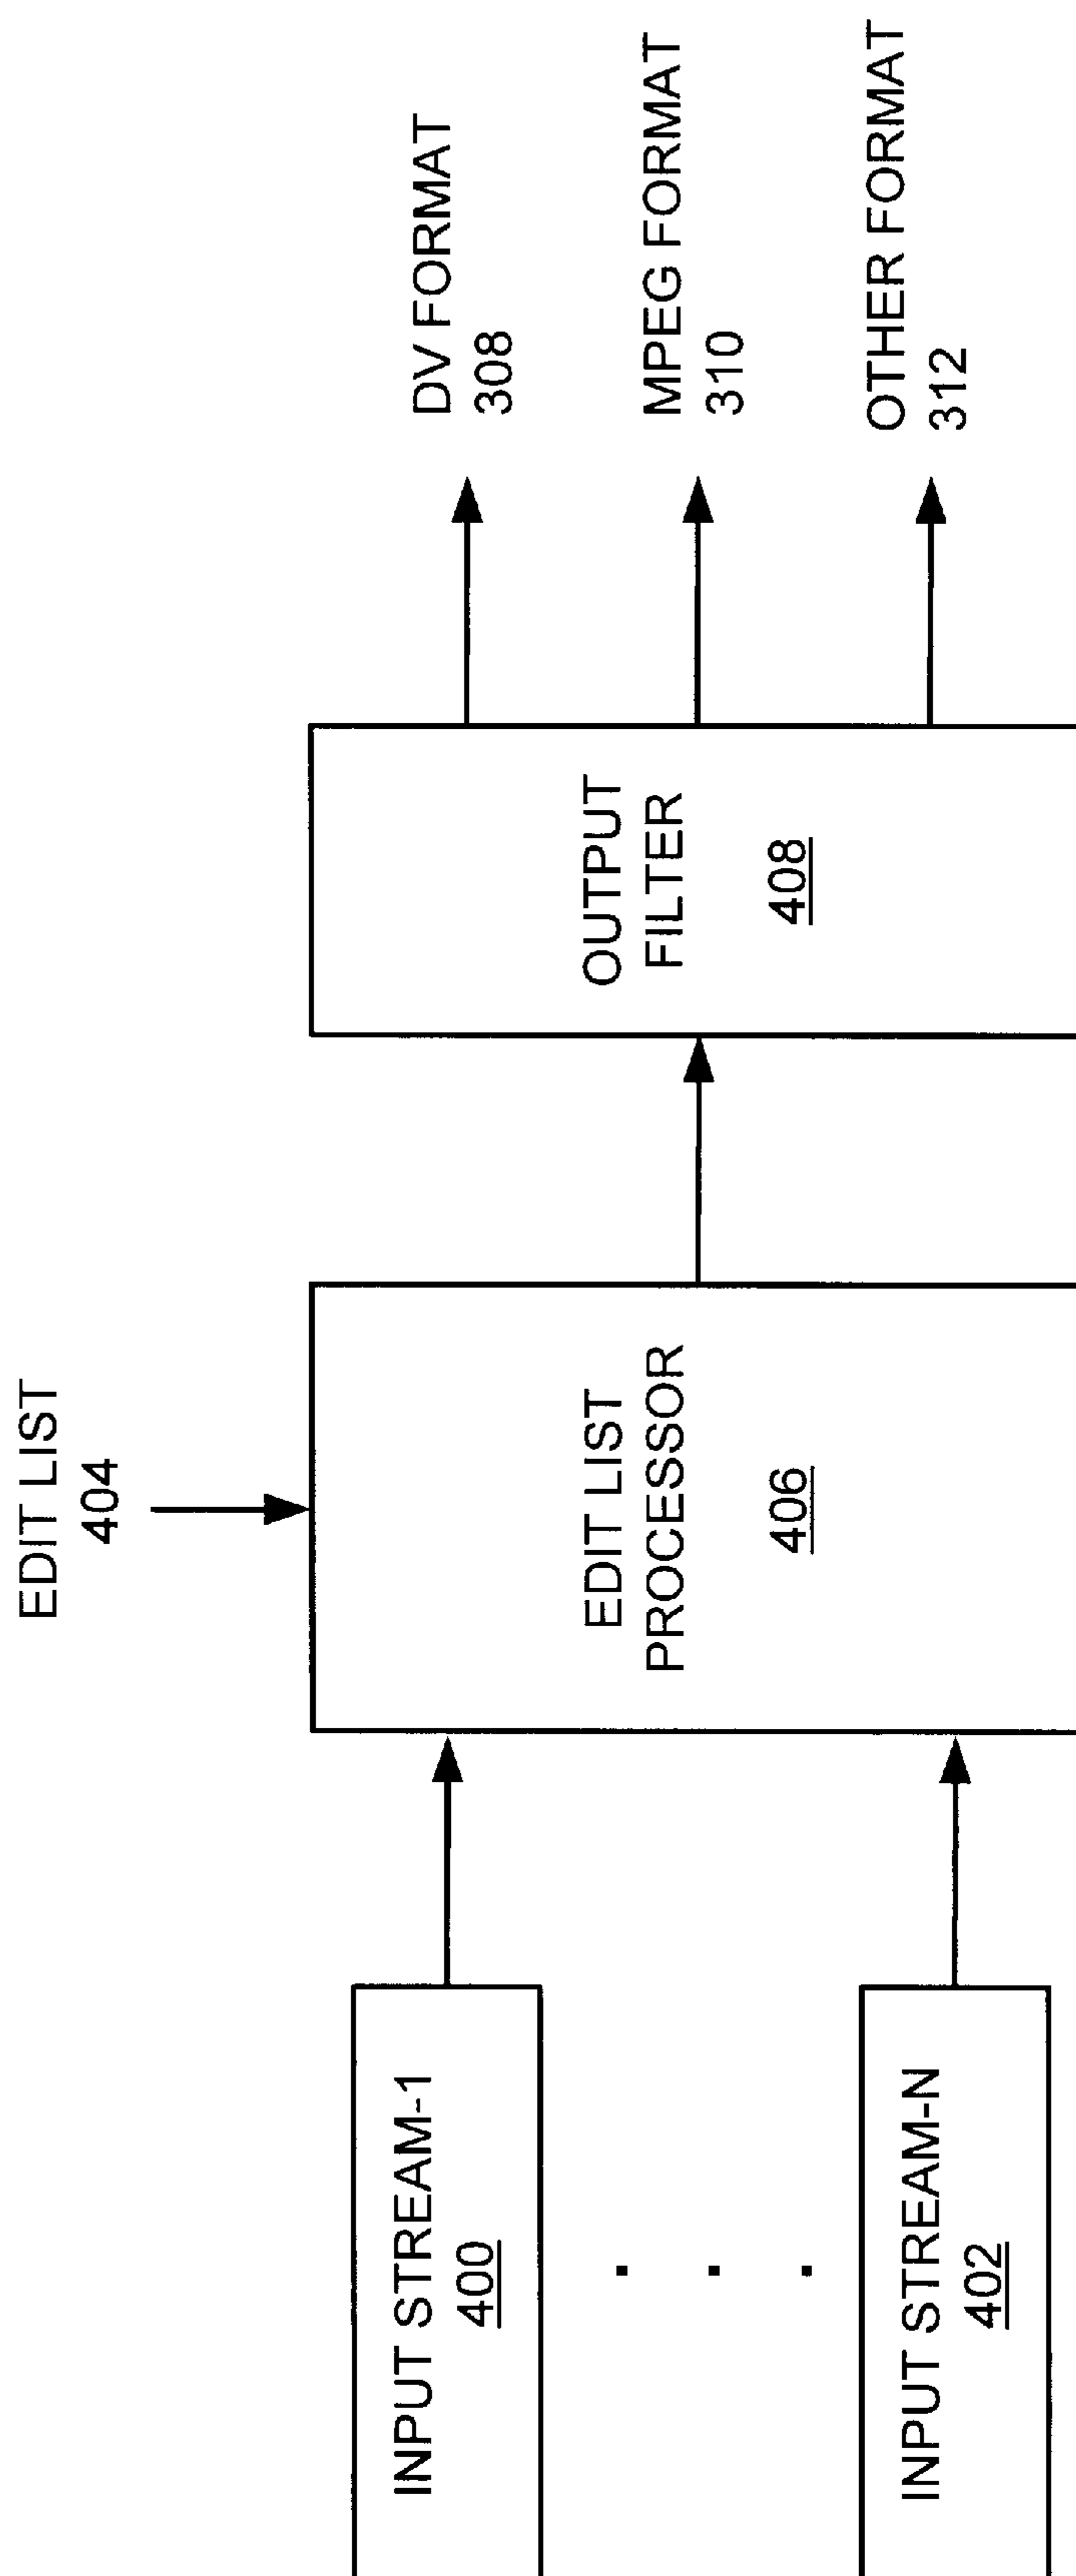 INPUT STREAM-1
400
INPUT STREAM-N
402
EDIT LIST
404
EDIT LIST
PROCESSOR
406
OUTPUT
FILTER
408
DV FORMAT
308
MPEG FORMAT
310
OTHER FORMAT
312